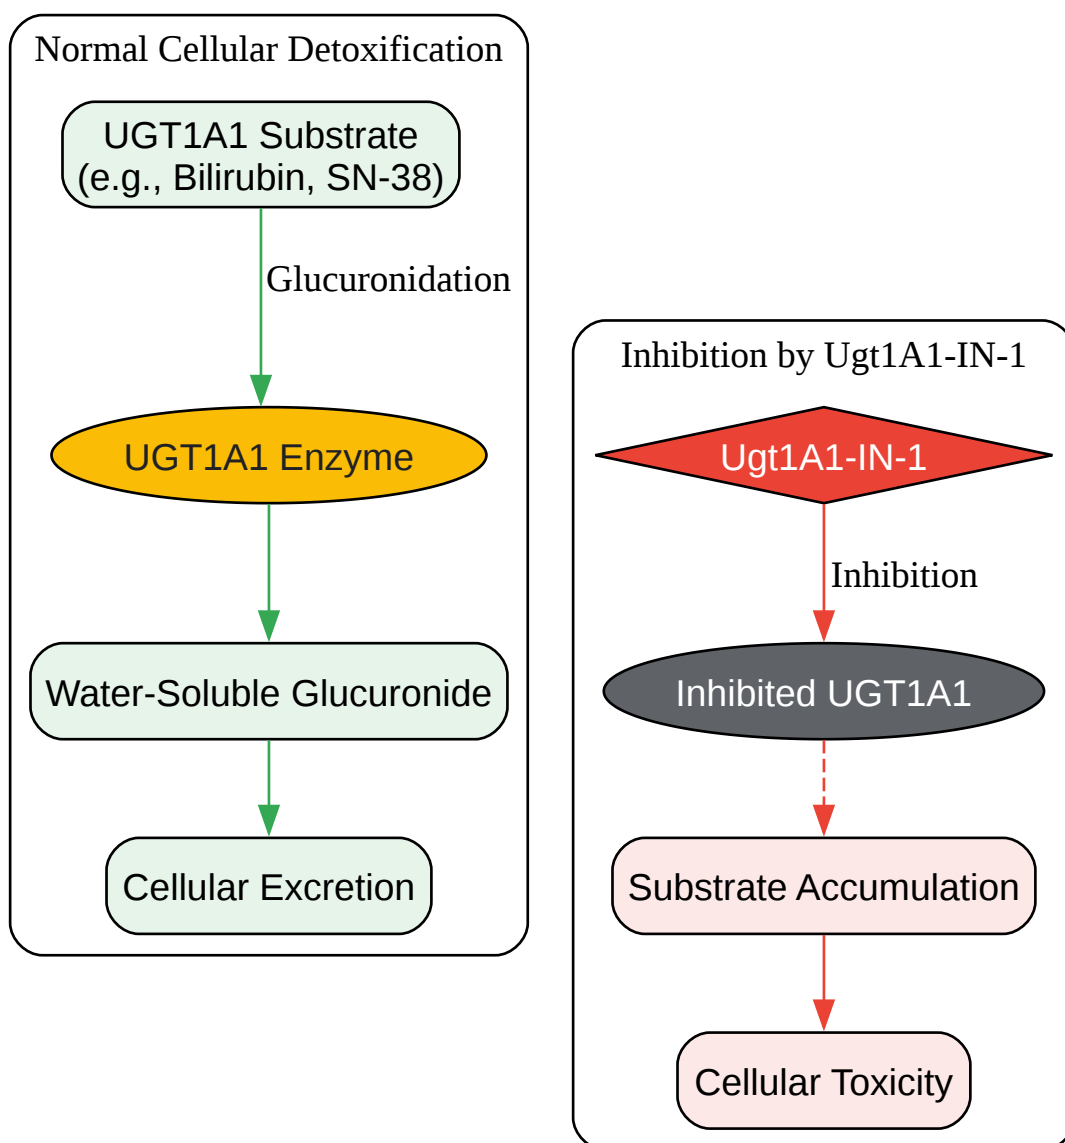 Normal Cellular Detoxification
UGT1A1 Substrate
(e.g., Bilirubin, SN-38)
Glucuronidation
UGT1A1 Enzyme
Water-Soluble Glucuronide
Cellular Excretion
Inhibition by Ugt1A1-IN-1
Ugt1A1-IN-1
Inhibition
Inhibited UGT1A1
Substrate Accumulation
Cellular Toxicity